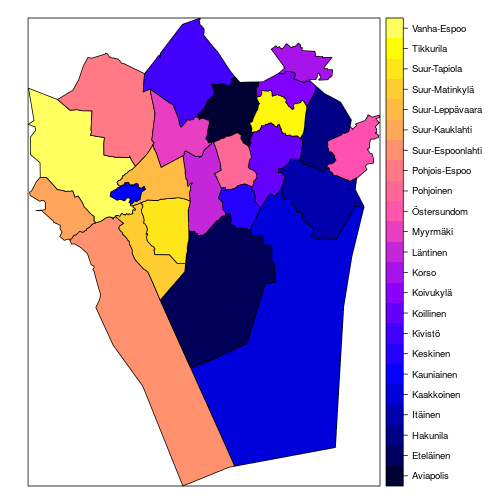 Vanha-Espoo
Tikkurila
Suur-Tapiola
Suur-Matinkylä
Suur-Leppävaara
Suur-Kauklahti
Suur-Espoonlahti
Pohjois-Espoo
Pohjoinen
Östersundom
Myyrmäki
Läntinen
Korso
Koivukylä
Koillinen
Kivistö
Keskinen
Kauniainen
Kaakkoinen
Itäinen
Hakunila
Eteläinen
Aviapolis